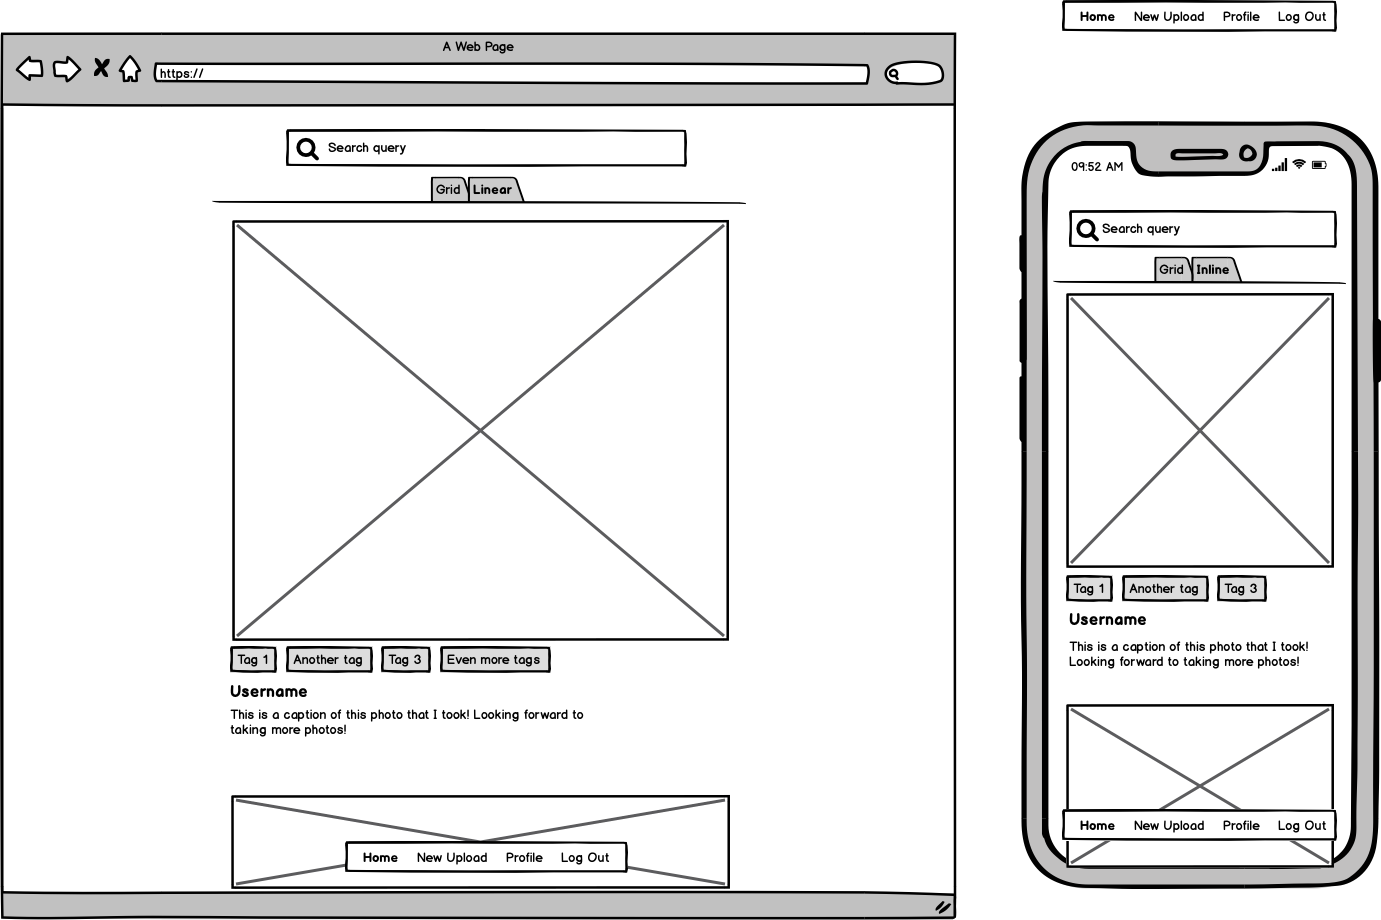 Home New Upload Profile Log Out
A Web Page
https://
Search query
Grid Linear
Tag 1 Another tag Tag 3 Even more tags
Username
This is a caption of this photo that I took! Looking forward to
taking more photos!
Home New Upload Profile Log Out
09:52 AM
Search query
Grid Inline
Tag 1 Another tag Tag 3
Username
This is a caption of this photo that I took!
Looking forward to taking more photos!
Home New Upload Profile Log Out